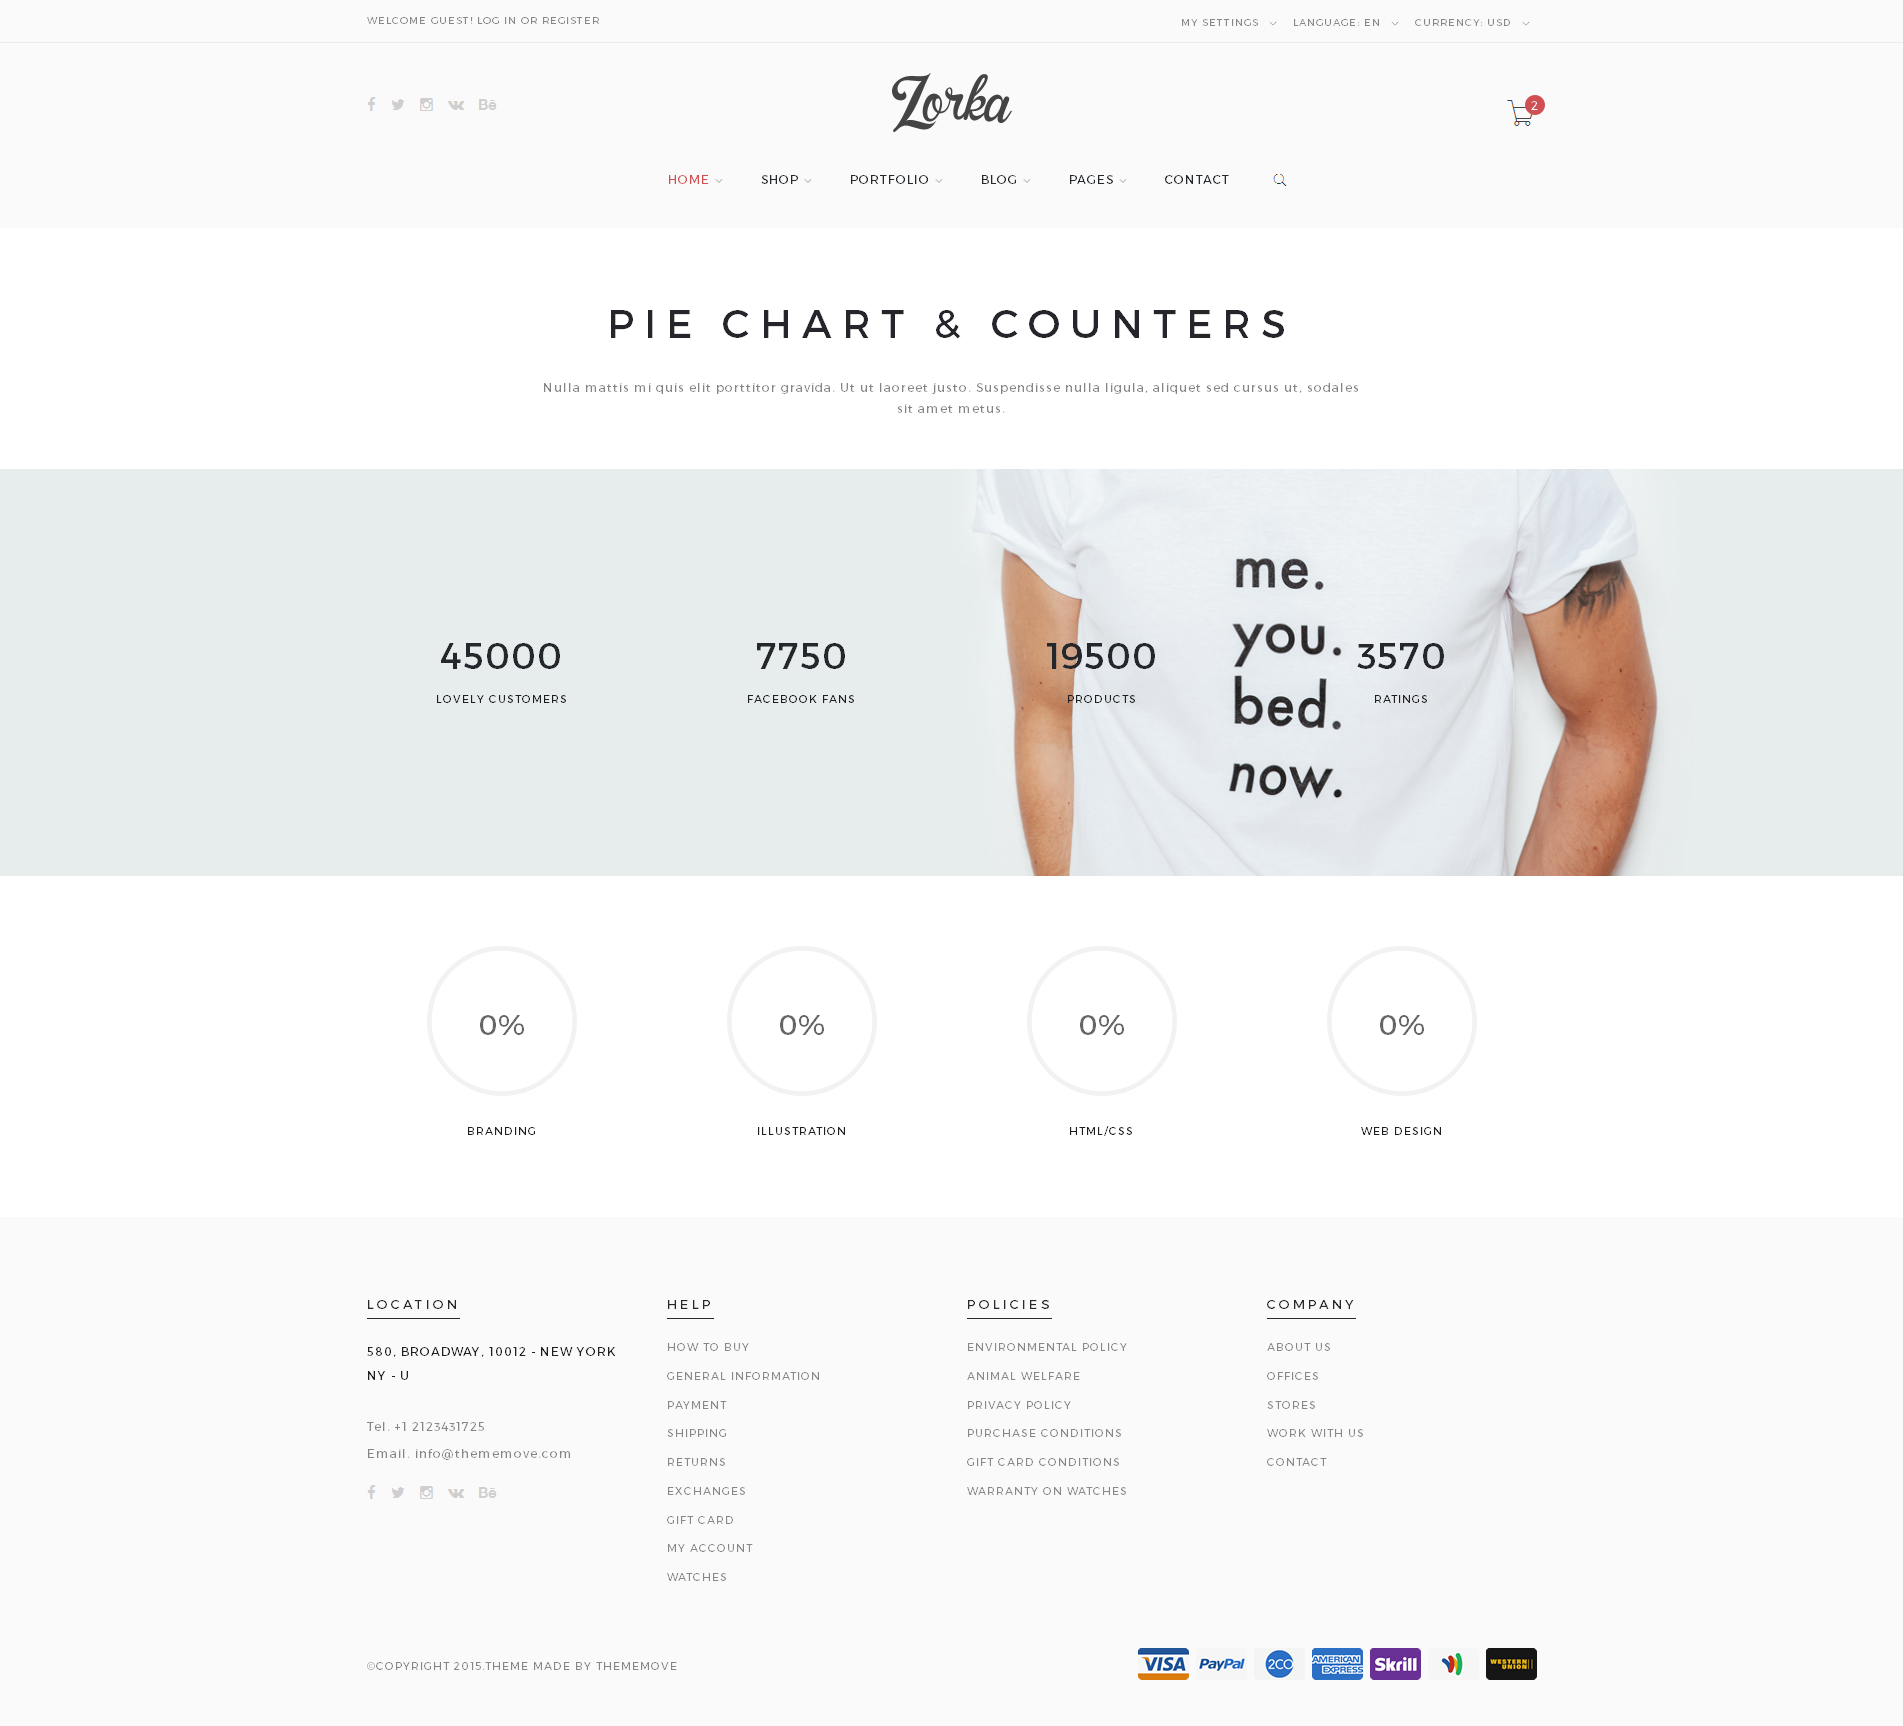 WELCOME GUEST! LOG IN OR REGISTER
MY SETTINGS LANGUAGE: EN CURRENCY: USD
Zorka
2
HOME SHOP PORTFOLIO BLOG PAGES CONTACT
PIE CHART & COUNTERS
Nulla mattis mi quis elit porttitor gravida. Ut ut laoreet justo. Suspendisse nulla ligula, aliquet sed cursus ut, sodales
sit amet metus.
me.
you.
bed.
now.
45000
LOVELY CUSTOMERS
7750
FACEBOOK FANS
19500
PRODUCTS
3570
RATINGS
0%
BRANDING
0%
ILLUSTRATION
0%
HTML/CSS
0%
WEB DESIGN
LOCATION
580, BROADWAY, 10012 - NEW YORK
NY - U
Tel. +1 2123431725
Email. info@thememove.com
Bē
HELP
HOW TO BUY
GENERAL INFORMATION
PAYMENT
SHIPPING
RETURNS
EXCHANGES
GIFT CARD
MY ACCOUNT
WATCHES
POLICIES
ENVIRONMENTAL POLICY
ANIMAL WELFARE
PRIVACY POLICY
PURCHASE CONDITIONS
GIFT CARD CONDITIONS
WARRANTY ON WATCHES
COMPANY
ABOUT US
OFFICES
STORES
WORK WITH US
CONTACT
©COPYRIGHT 2015.THEME MADE BY THEMEMOVE
VISA PayPal 2CO AMERICAN EXPRESS Skrill WESTERN UNION